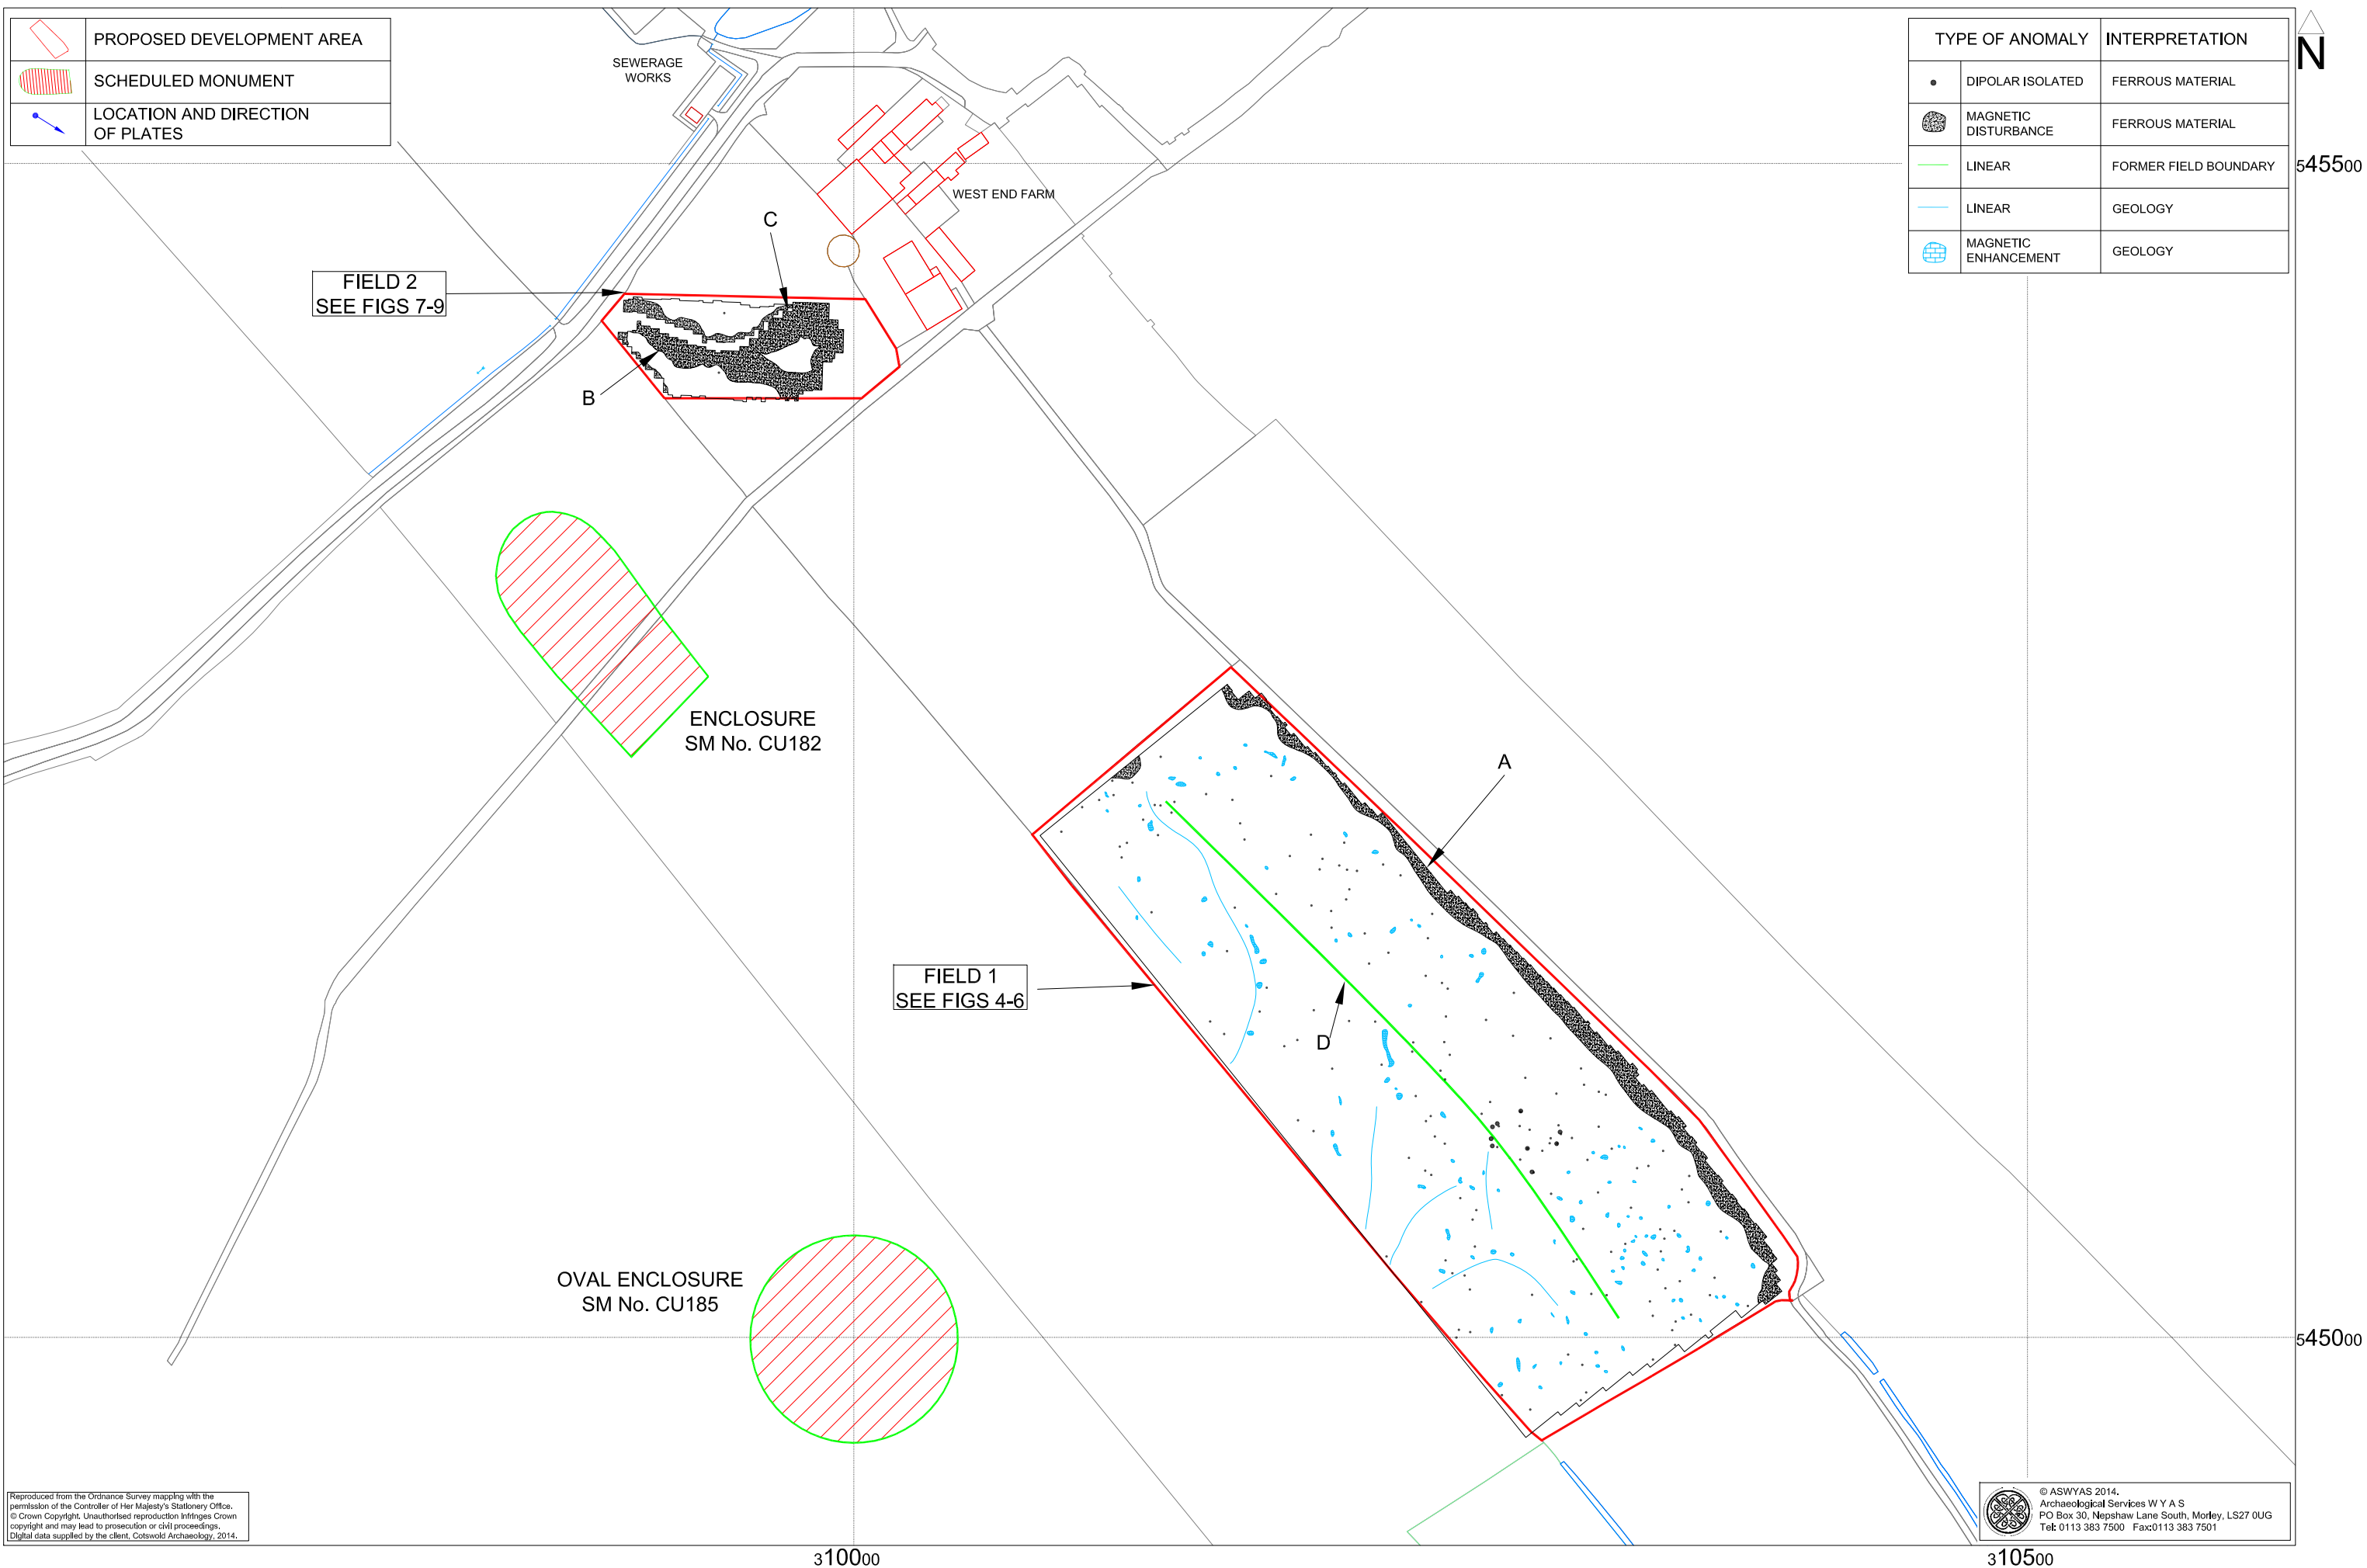 PROPOSED DEVELOPMENT AREA
SCHEDULED MONUMENT
LOCATION AND DIRECTION
OF PLATES
SEWERAGE
WORKS
WEST END FARM
TYPE OF ANOMALY
INTERPRETATION
DIPOLAR ISOLATED
FERROUS MATERIAL
MAGNETIC
DISTURBANCE
FERROUS MATERIAL
LINEAR
FORMER FIELD BOUNDARY
LINEAR
GEOLOGY
MAGNETIC
ENHANCEMENT
GEOLOGY
N
545500
C
FIELD 2
SEE FIGS 7-9
B
ENCLOSURE
SM No. CU182
A
FIELD 1
SEE FIGS 4-6
D
OVAL ENCLOSURE
SM No. CU185
545000
Reproduced from the Ordnance Survey mapping with the
permission of the Controller of Her Majesty's Stationery Office.
© Crown Copyright. Unauthorised reproduction infringes Crown
copyright and may lead to prosecution or civil proceedings.
Digital data supplied by the client, Cotswold Archaeology, 2014.
© ASWYAS 2014.
Archaeological Services W Y A S
PO Box 30, Nepshaw Lane South, Morley, LS27 0UG
Tel: 0113 383 7500 Fax:0113 383 7501
310000
310500